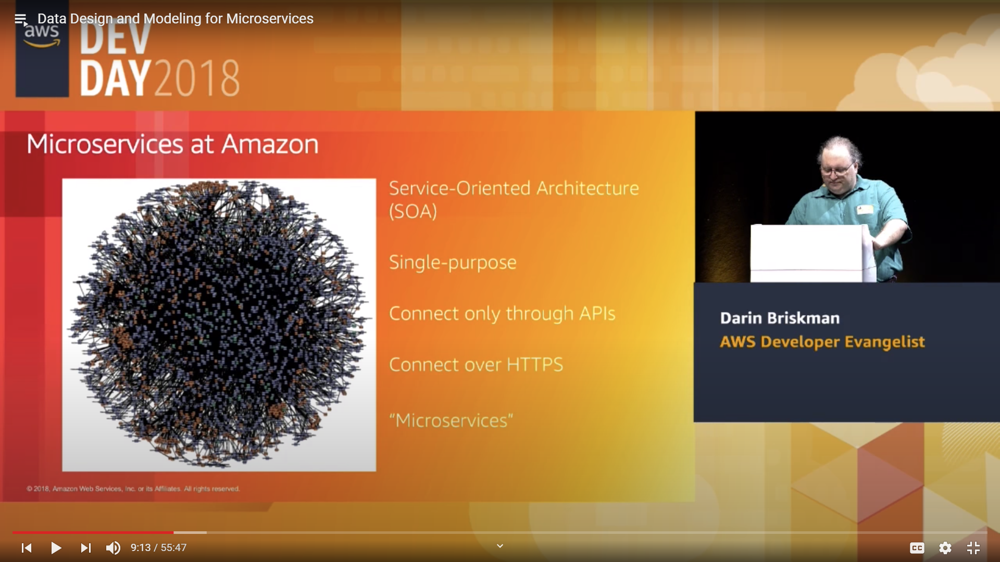 Data Design and Modeling for Microservices
aws
DEV
DAY2018
Microservices at Amazon
Service-Oriented Architecture
(SOA)
Single-purpose
Connect only through APIs
Connect over HTTPS
“Microservices”
© 2018, Amazon Web Services, Inc. or its Affiliates. All rights reserved.
Darin Briskman
AWS Developer Evangelist
9:13 / 55:47
CC